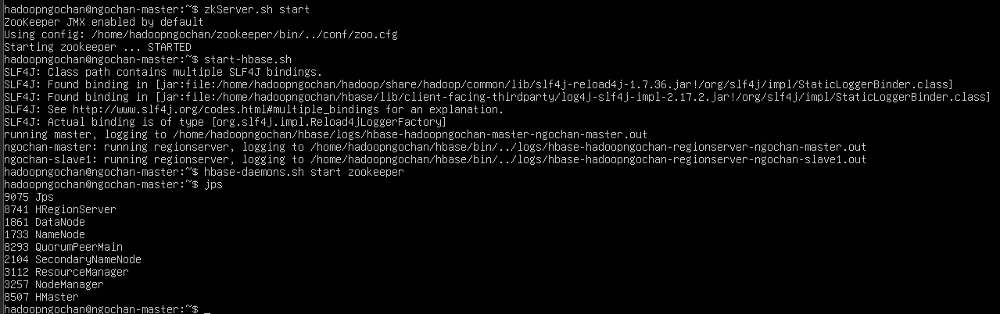 hadoopngochan@ngochan-master:~$ zkServer.sh start
ZooKeeper JMX enabled by default
Using config: /home/hadoopngochan/zookeeper/bin/../conf/zoo.cfg
Starting zookeeper ... STARTED
hadoopngochan@ngochan-master:~$ start-hbase.sh
SLF4J: Class path contains multiple SLF4J bindings.
SLF4J: Found binding in [jar:file:/home/hadoopngochan/hadoop/share/hadoop/common/lib/slf4j-reload4j-1.7.36.jar!/org/slf4j/impl/StaticLoggerBinder.class]
SLF4J: Found binding in [jar:file:/home/hadoopngochan/hbase/lib/client-facing-thirdparty/log4j-slf4j-impl-2.17.2.jar!/org/slf4j/impl/StaticLoggerBinder.class]
SLF4J: See http://www.slf4j.org/codes.html#multiple_bindings for an explanation.
SLF4J: Actual binding is of type [org.slf4j.impl.Reload4jLoggerFactory]
running master, logging to /home/hadoopngochan/hbase/logs/hbase-hadoopngochan-master-ngochan-master.out
ngochan-master: running regionserver, logging to /home/hadoopngochan/hbase/bin/../logs/hbase-hadoopngochan-regionserver-ngochan-master.out
ngochan-slave1: running regionserver, logging to /home/hadoopngochan/hbase/bin/../logs/hbase-hadoopngochan-regionserver-ngochan-slave1.out
hadoopngochan@ngochan-master:~$ hbase-daemons.sh start zookeeper
hadoopngochan@ngochan-master:~$ jps
9075 Jps
8741 HRegionServer
1861 DataNode
1733 NameNode
8293 QuorumPeerMain
2104 SecondaryNameNode
3112 ResourceManager
3257 NodeManager
8507 HMaster
hadoopngochan@ngochan-master:~$ _